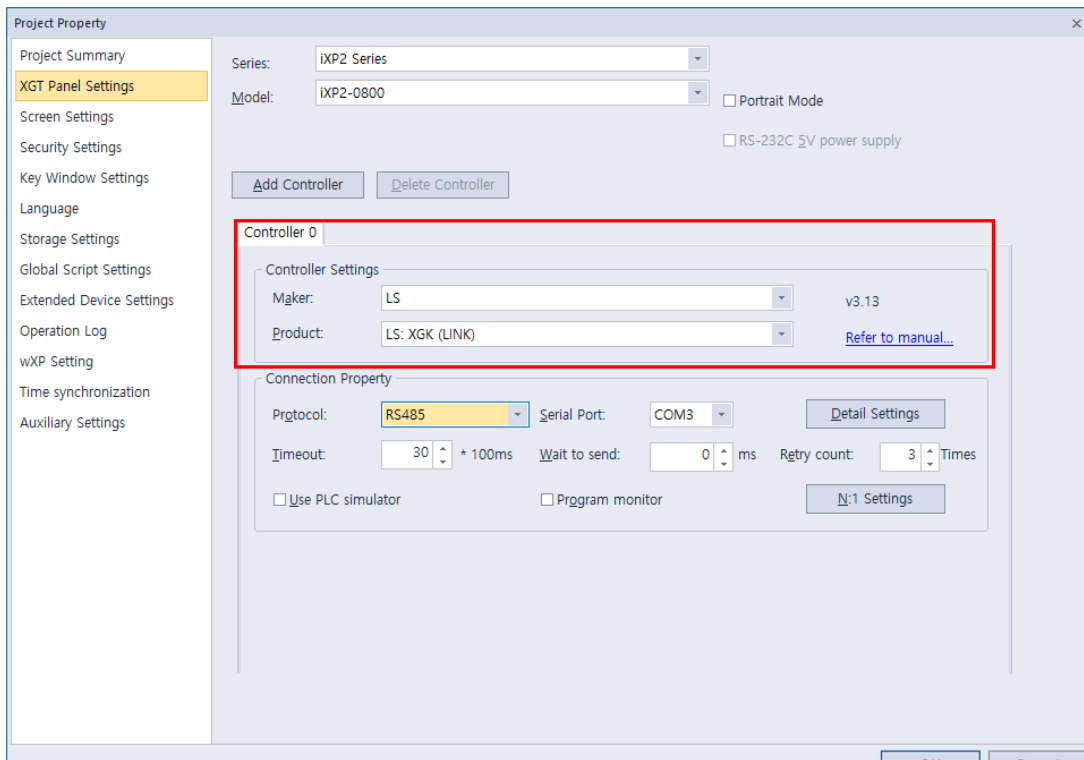 Project Property
Project Summary
XGT Panel Settings
Screen Settings
Security Settings
Key Window Settings
Language
Storage Settings
Global Script Settings
Extended Device Settings
Operation Log
wXP Setting
Time synchronization
Auxiliary Settings
Series: iXP2 Series
Model: iXP2-0800
Portrait Mode
RS-232C 5V power supply
Add Controller Delete Controller
Controller 0
Controller Settings
Maker: LS v3.13
Product: LS: XGK (LINK) Refer to manual...
Connection Property
Protocol: RS485 Serial Port: COM3 Detail Settings
Timeout: 30 * 100ms Wait to send: 0 ms Retry count: 3 Times
Use PLC simulator Program monitor N:1 Settings